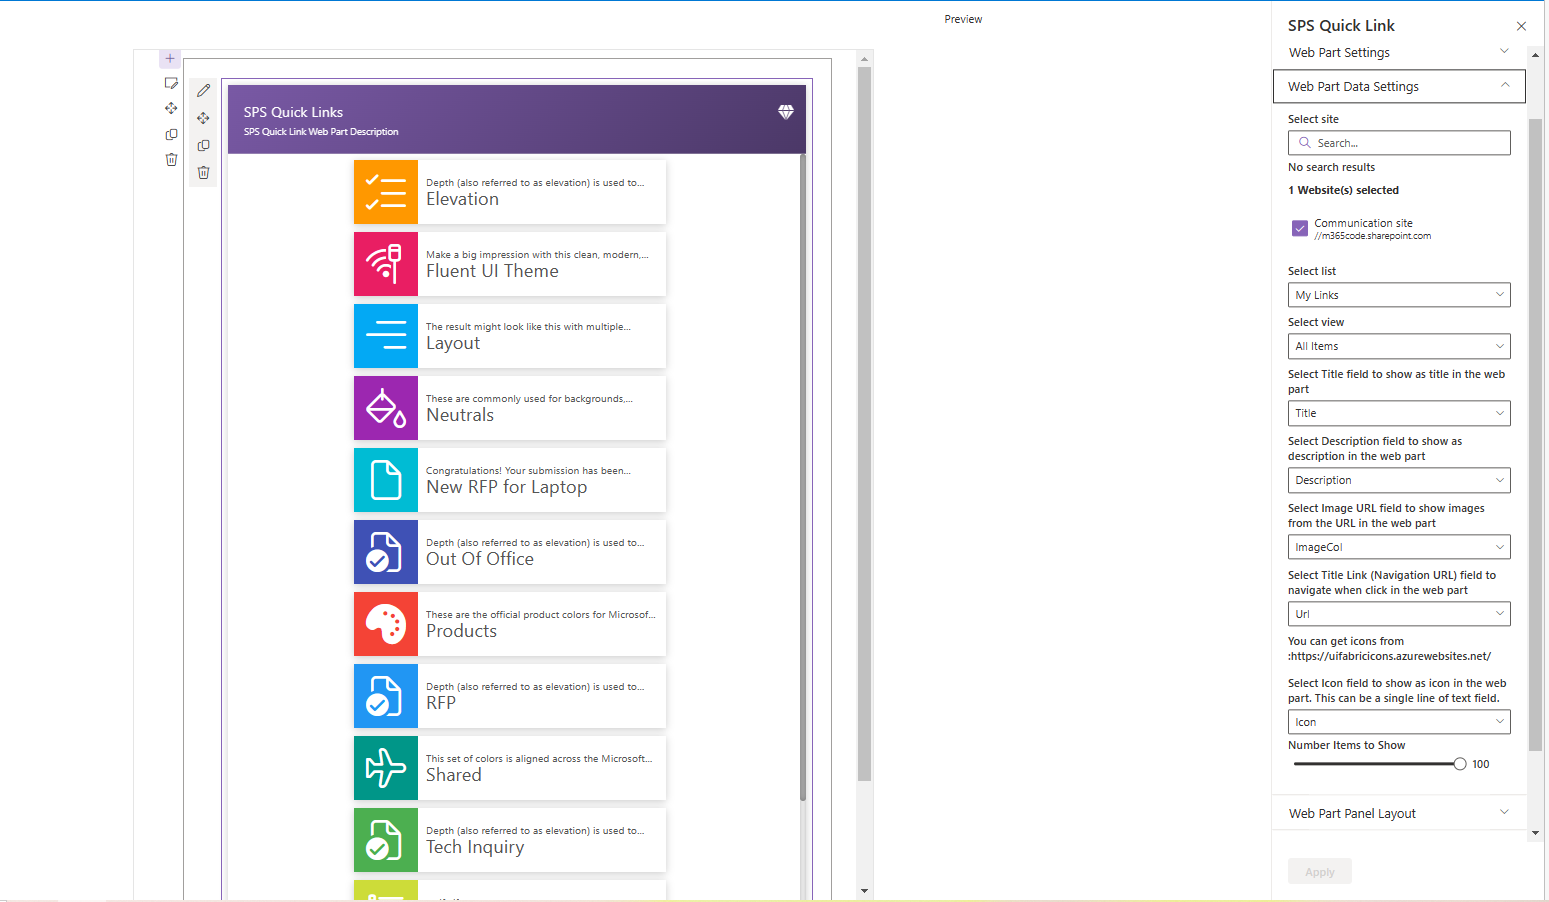 Preview
SPS Quick Links
SPS Quick Link Web Part Description
Depth (also referred to as elevation) is used to...
Elevation
Make a big impression with this clean, modern,...
Fluent UI Theme
The result might look like this with multiple...
Layout
These are commonly used for backgrounds,...
Neutrals
Congratulations! Your submission has been...
New RFP for Laptop
Depth (also referred to as elevation) is used to...
Out Of Office
These are the official product colors for Microsof...
Products
Depth (also referred to as elevation) is used to...
RFP
This set of colors is aligned across the Microsoft...
Shared
Depth (also referred to as elevation) is used to...
Tech Inquiry
SPS Quick Link
Web Part Settings
Web Part Data Settings
Select site
Search...
No search results
1 Website(s) selected
Communication site
//m365code.sharepoint.com
Select list
My Links
Select view
All Items
Select Title field to show as title in the web
part
Title
Select Description field to show as
description in the web part
Description
Select Image URL field to show images
from the URL in the web part
ImageCol
Select Title Link (Navigation URL) field to
navigate when click in the web part
Url
You can get icons from
:https://uifabricicons.azurewebsites.net/
Select Icon field to show as icon in the web
part. This can be a single line of text field.
Icon
Number Items to Show
100
Web Part Panel Layout
Apply